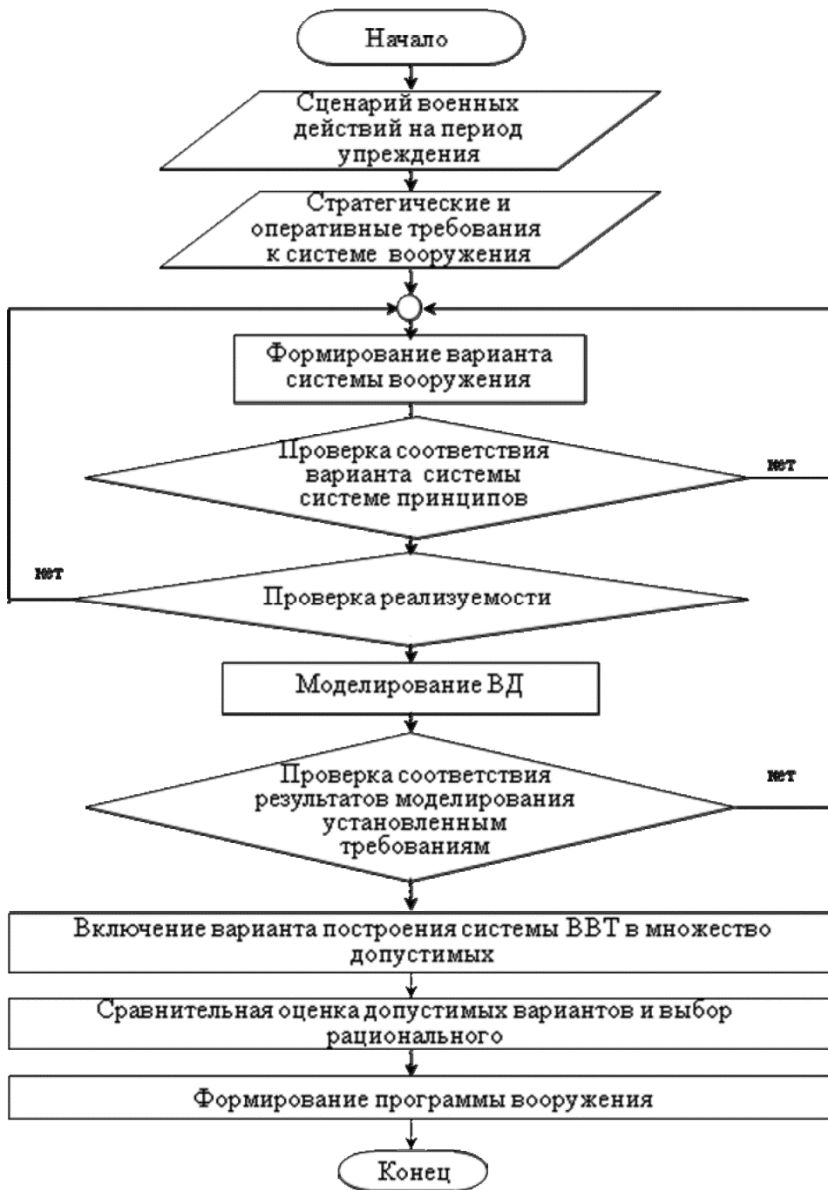 Начало
Сценарий военных
действий на период
упреждения
Стратегические и
оперативные требования
к системе вооружения
Формирование варианта
системы вооружения
Проверка соответствия
варианта системы
системе принципов
нет
нет
Проверка реализуемости
Моделирование ВД
Проверка соответствия
результатов моделирования
установленным
требованиям
нет
Включение варианта построения системы ВВТ в множество
допустимых
Сравнительная оценка допустимых вариантов и выбор
рационального
Формирование программы вооружения
Конец